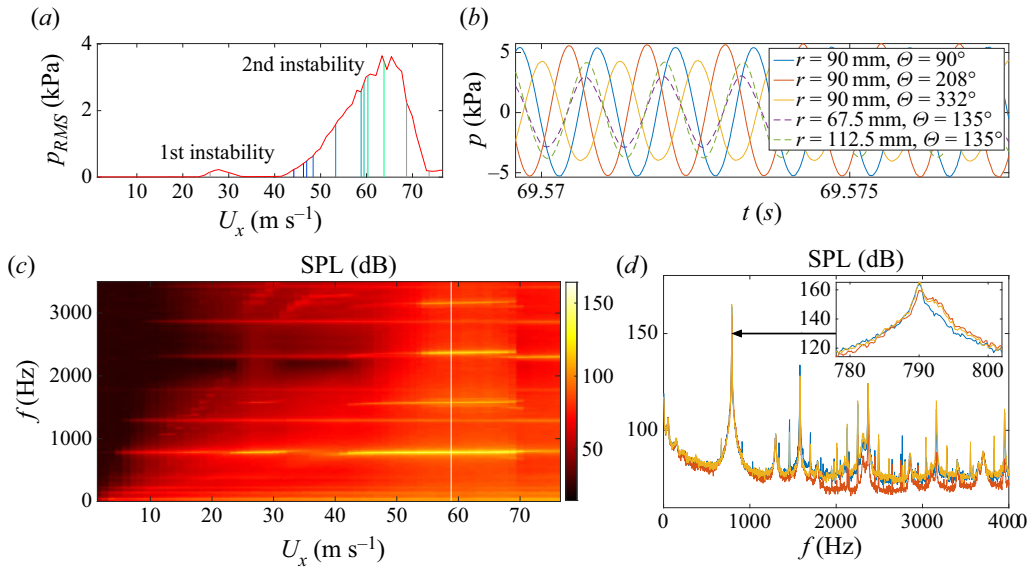 (a)
4
2
0
p_RMS (kPa)
2nd instability
1st instability
10 20 30 40 50 60 70
U_x (m s⁻¹)
(b)
5
0
−5
p (kPa)
r = 90 mm, Θ = 90°
r = 90 mm, Θ = 208°
r = 90 mm, Θ = 332°
r = 67.5 mm, Θ = 135°
r = 112.5 mm, Θ = 135°
69.57 69.575
t (s)
(c)
SPL (dB)
3000
2000
1000
0
f (Hz)
10 20 30 40 50 60 70
U_x (m s⁻¹)
150
100
50
(d)
SPL (dB)
150
100
160
140
120
780 790 802
0 1000 2000 3000 4000
f (Hz)